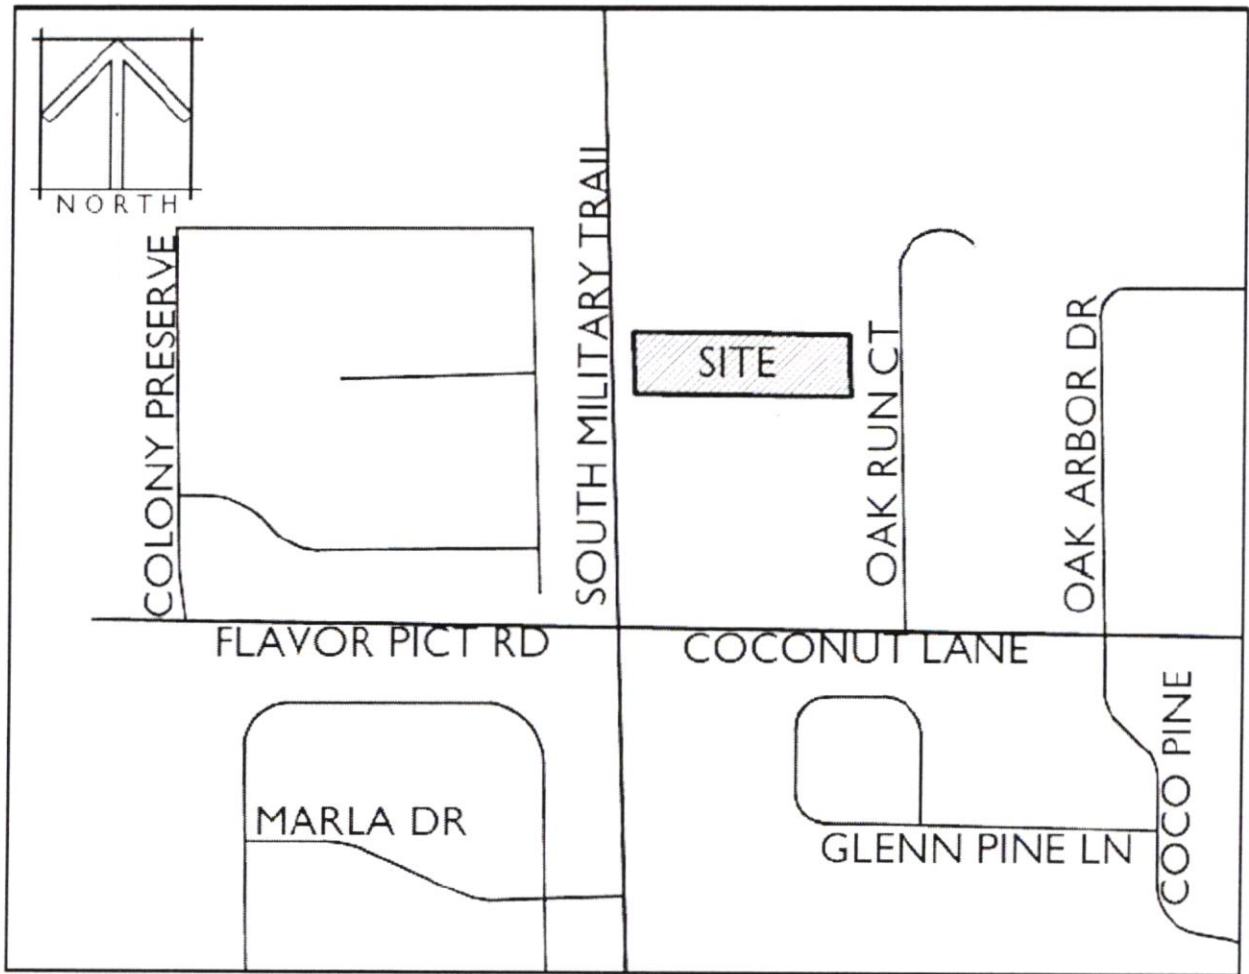 NORTH
COLONY PRESERVE
SOUTH MILITARY TRAIL
SITE
OAK RUN CT
OAK ARBOR DR
FLAVOR PICT RD
COCONUT LANE
COCO PINE
MARLA DR
GLENN PINE LN